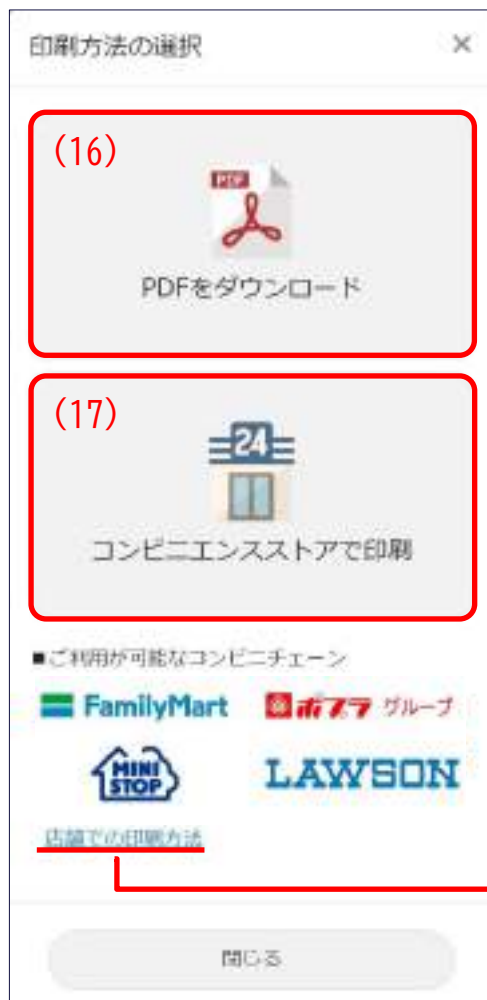 印刷方法の選択 ×
(16)
PDF
PDFをダウンロード
(17)
24
コンビニエンスストアで印刷
■ご利用が可能なコンビニチェーン
FamilyMart ポプラ グループ
MINI STOP LAWSON
店舗での印刷方法
閉じる